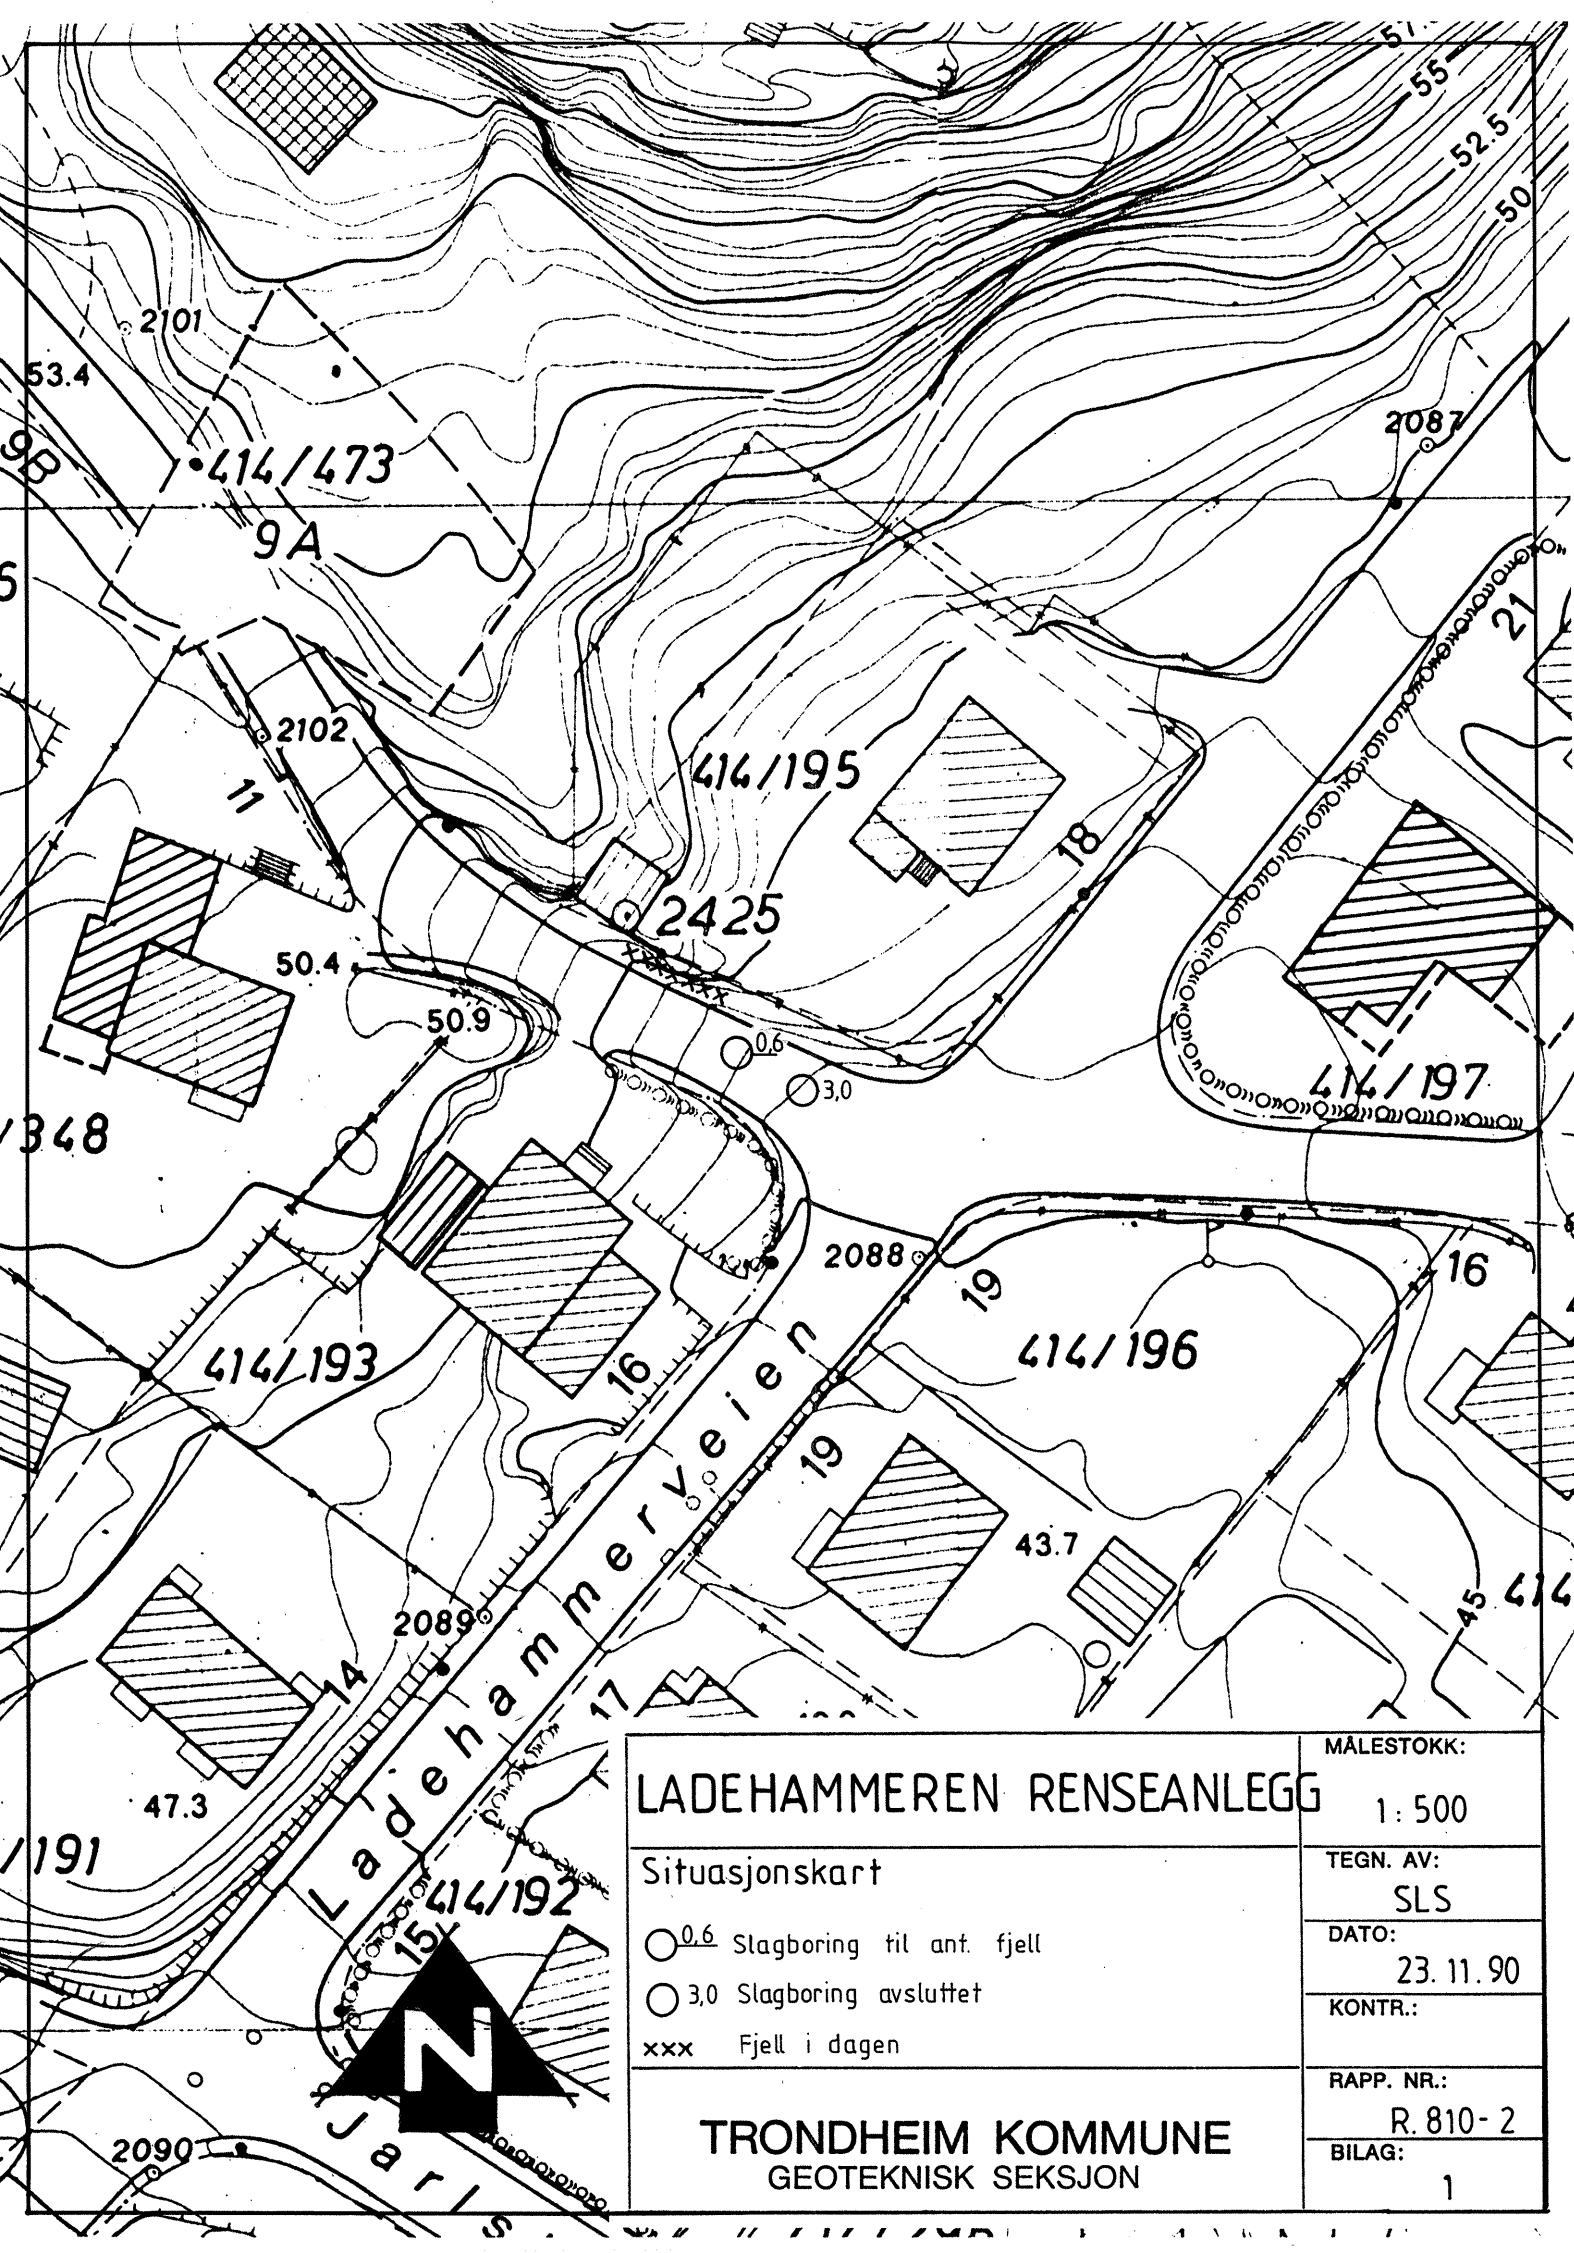 55
52.5
50
2101
53.4
9B
414/473
9A
2087
21
2102
11
414/195
18
2425
50.4
50.9
0,6
3,0
414/197
/348
2088
19
16
414/193
16
414/196
Ladehammerveien
19
43.7
45
414
2089
14
17
47.3
/191
414/192
15
N
2090
Jarls
LADEHAMMEREN RENSEANLEGG
Situasjonskart
0,6 Slagboring til ant. fjell
3,0 Slagboring avsluttet
xxx Fjell i dagen
TRONDHEIM KOMMUNE
GEOTEKNISK SEKSJON
MÅLESTOKK:
1:500
TEGN. AV:
SLS
DATO:
23.11.90
KONTR.:
RAPP. NR.:
R. 810-2
BILAG:
1